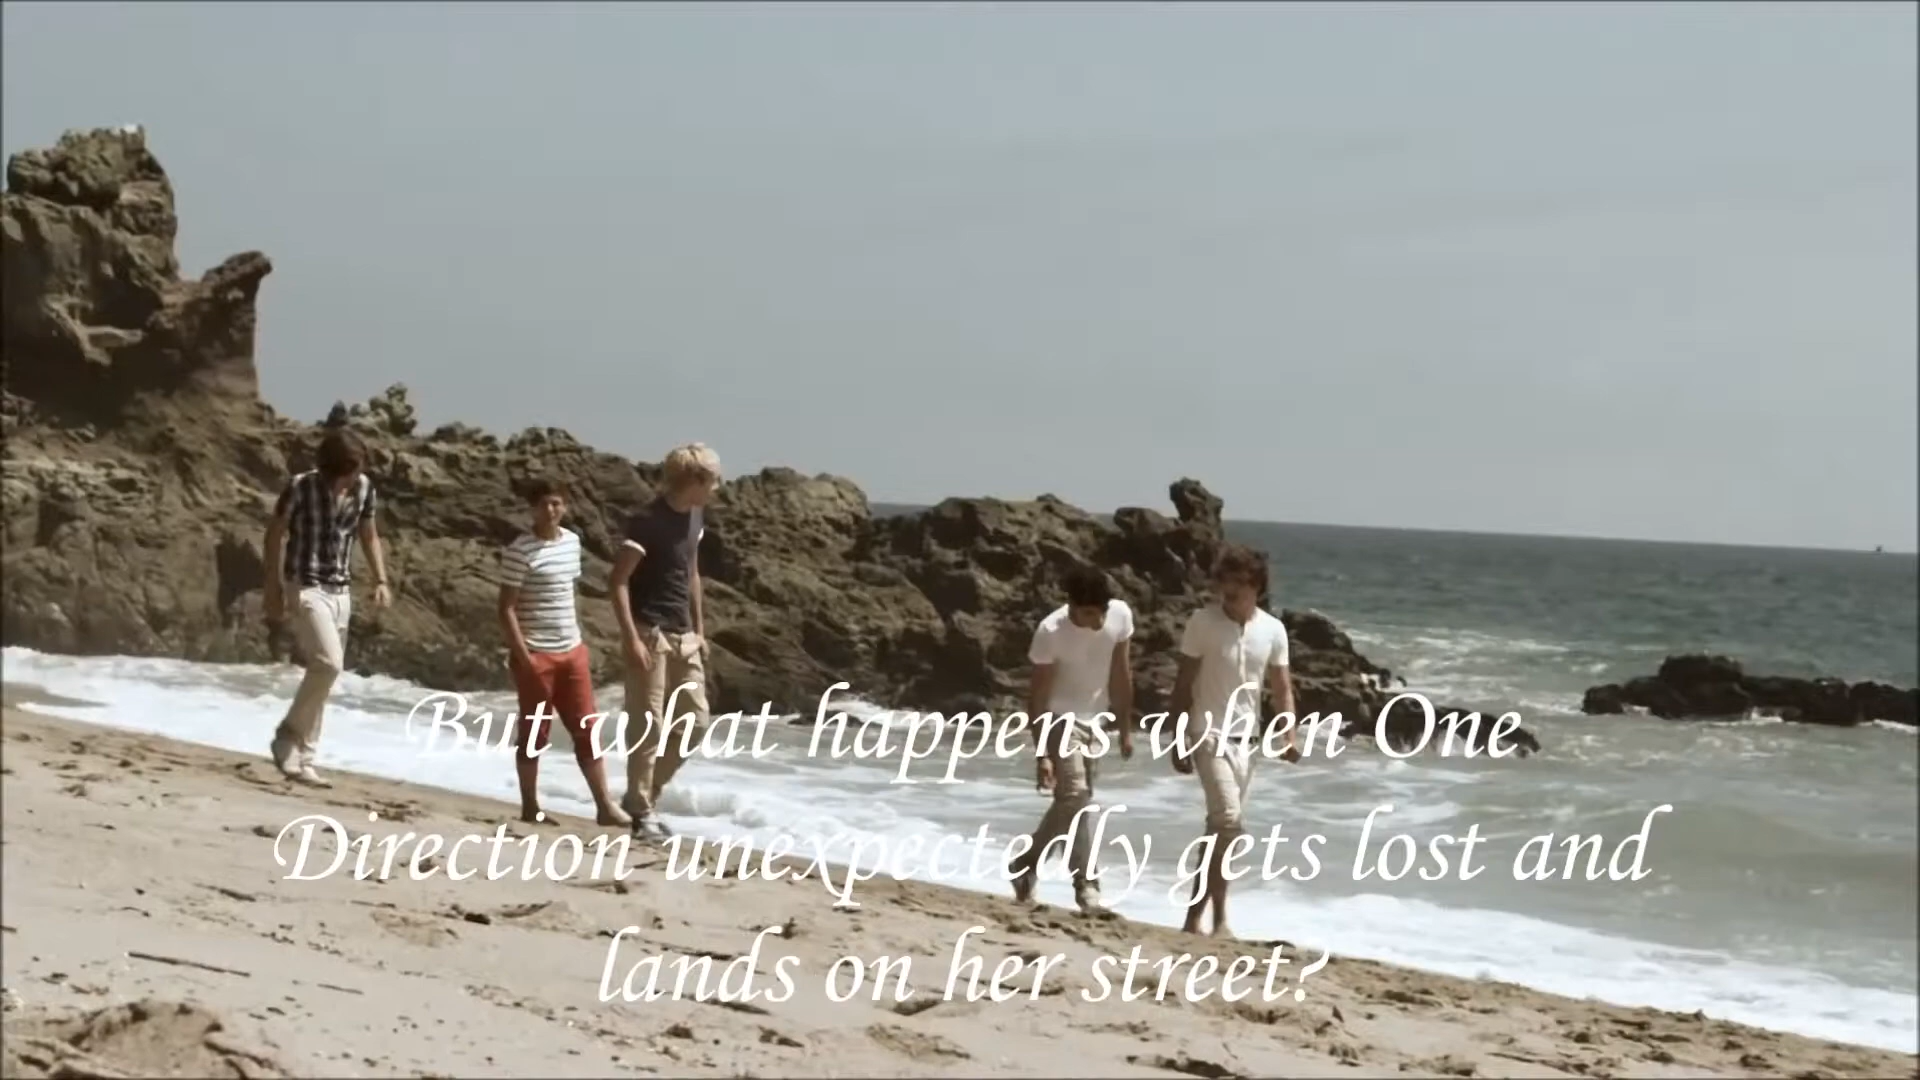 But what happens when One
Direction unexpectedly gets lost and
lands on her street?